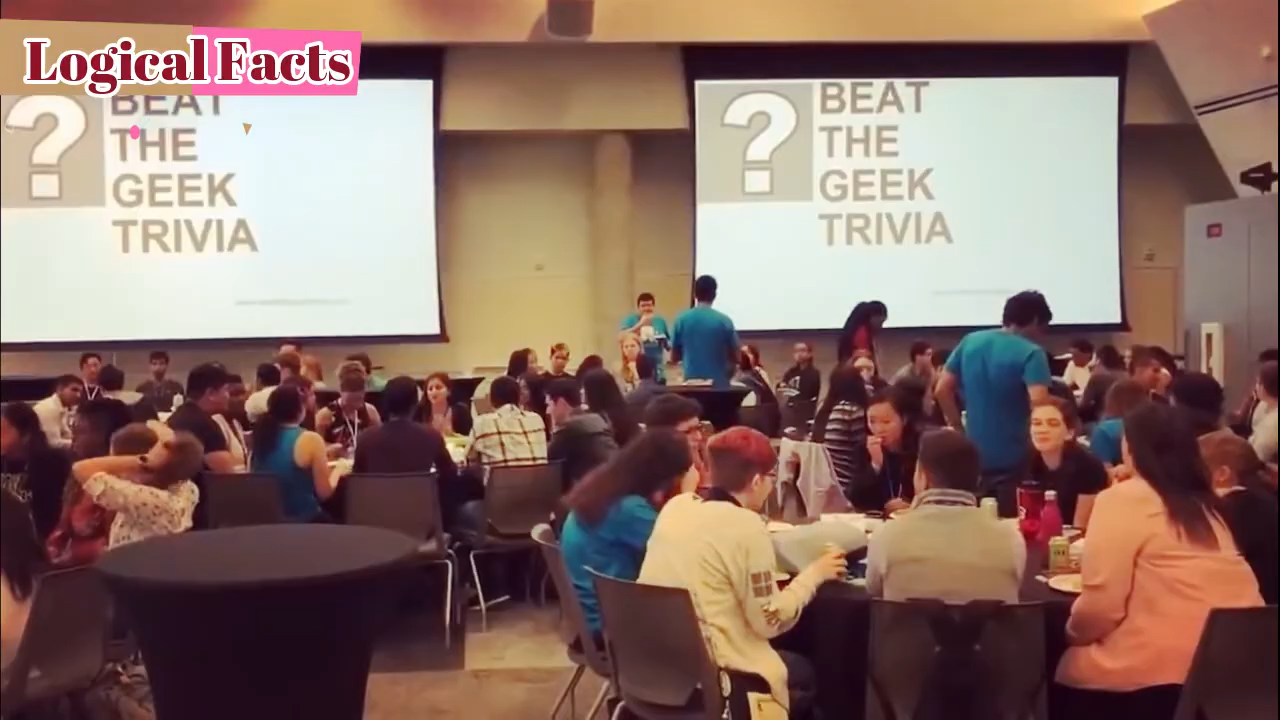 Logical Facts
?
BEAT
THE
GEEK
TRIVIA
?
BEAT
THE
GEEK
TRIVIA